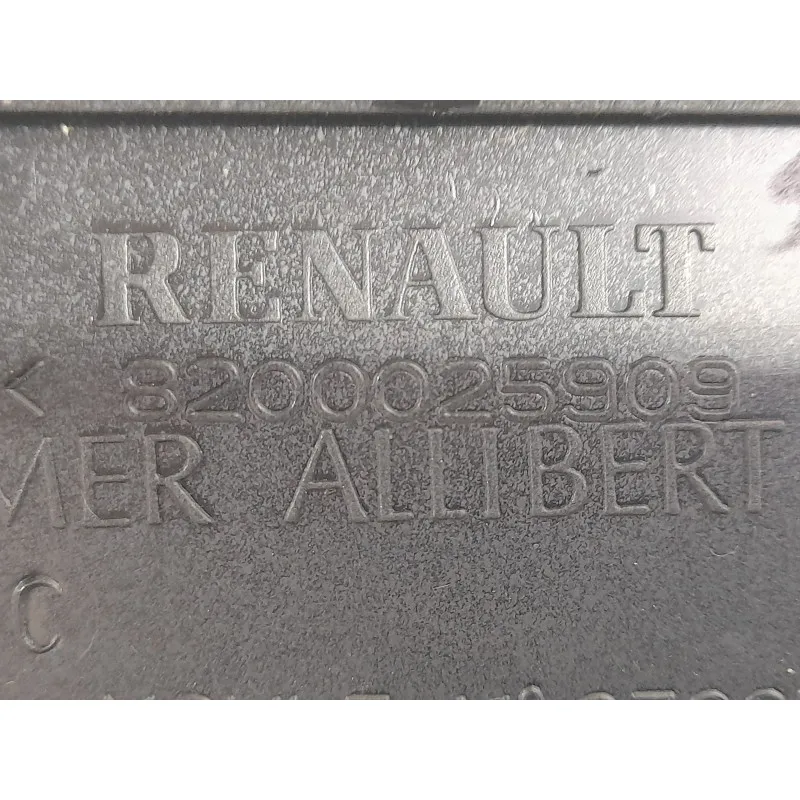 RENAULT
< 8200025909
MER ALLIBERT
C